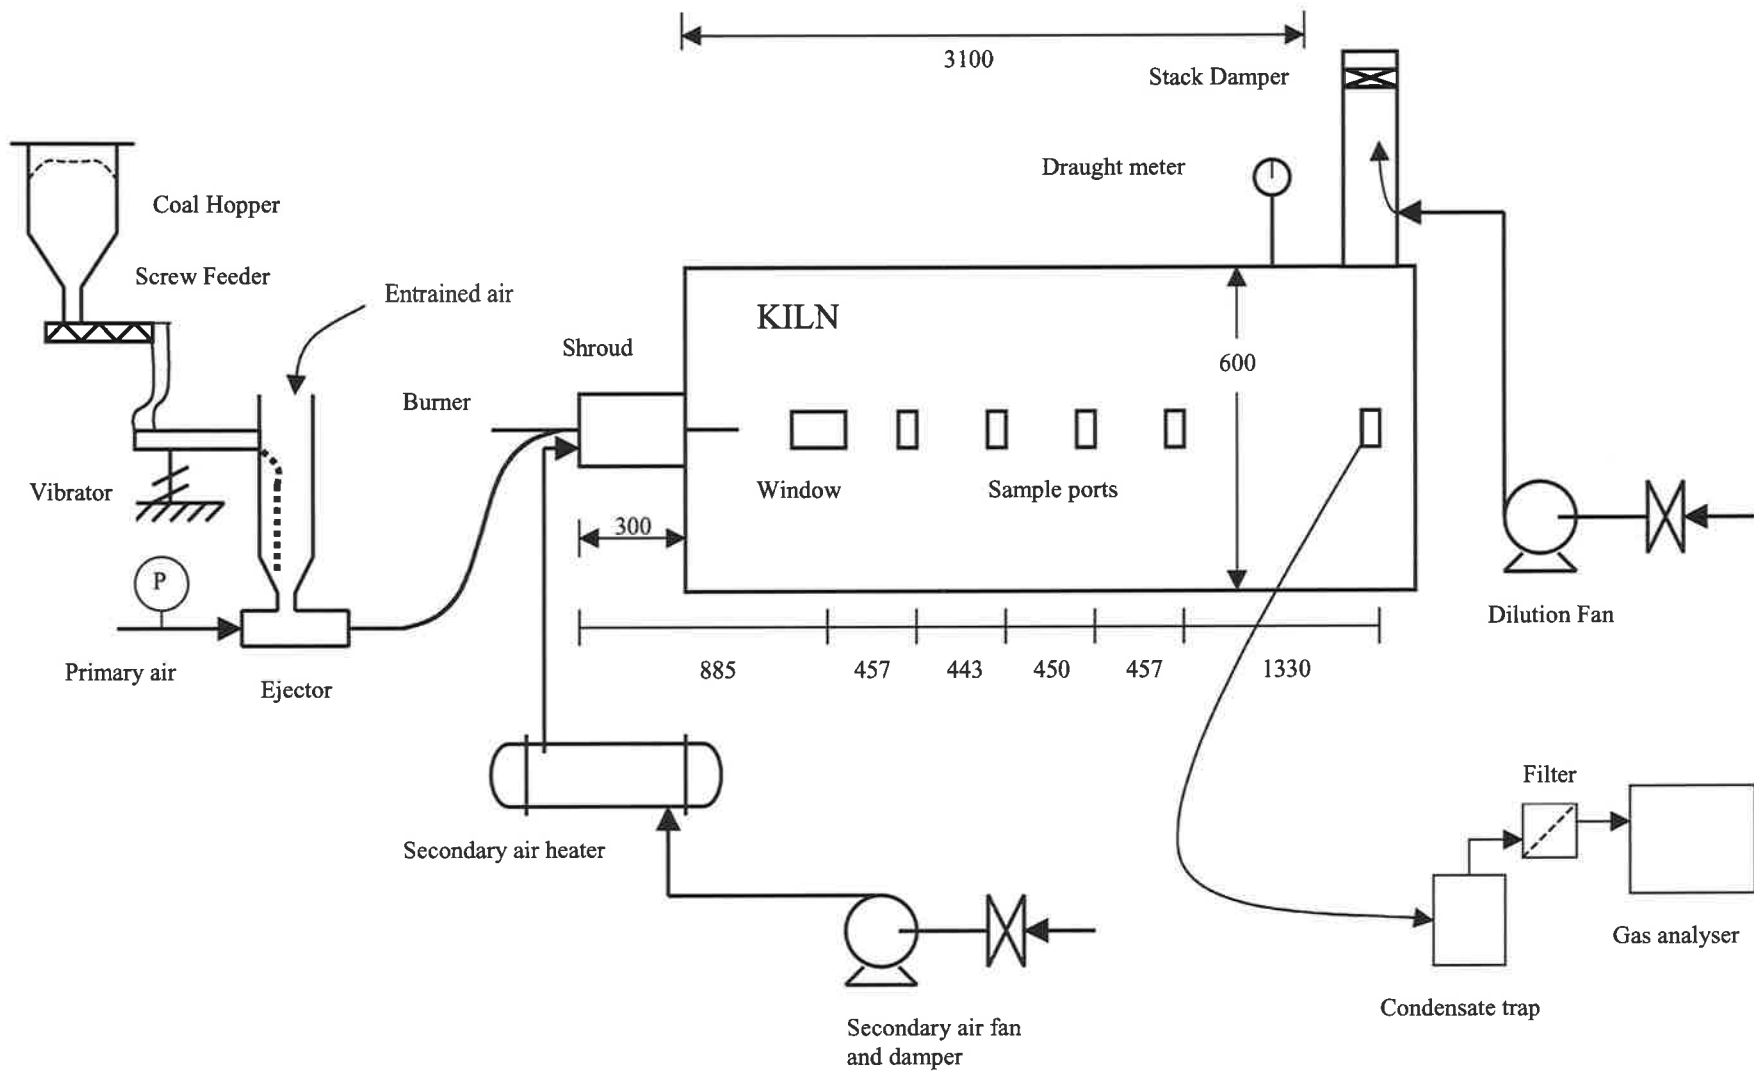 3100
Stack Damper
Draught meter
Coal Hopper
Screw Feeder
Entrained air
KILN
Shroud
600
Burner
Vibrator
Window
Sample ports
300
P
Dilution Fan
Primary air
Ejector
885
457
443
450
457
1330
Filter
Secondary air heater
Gas analyser
Condensate trap
Secondary air fan
and damper